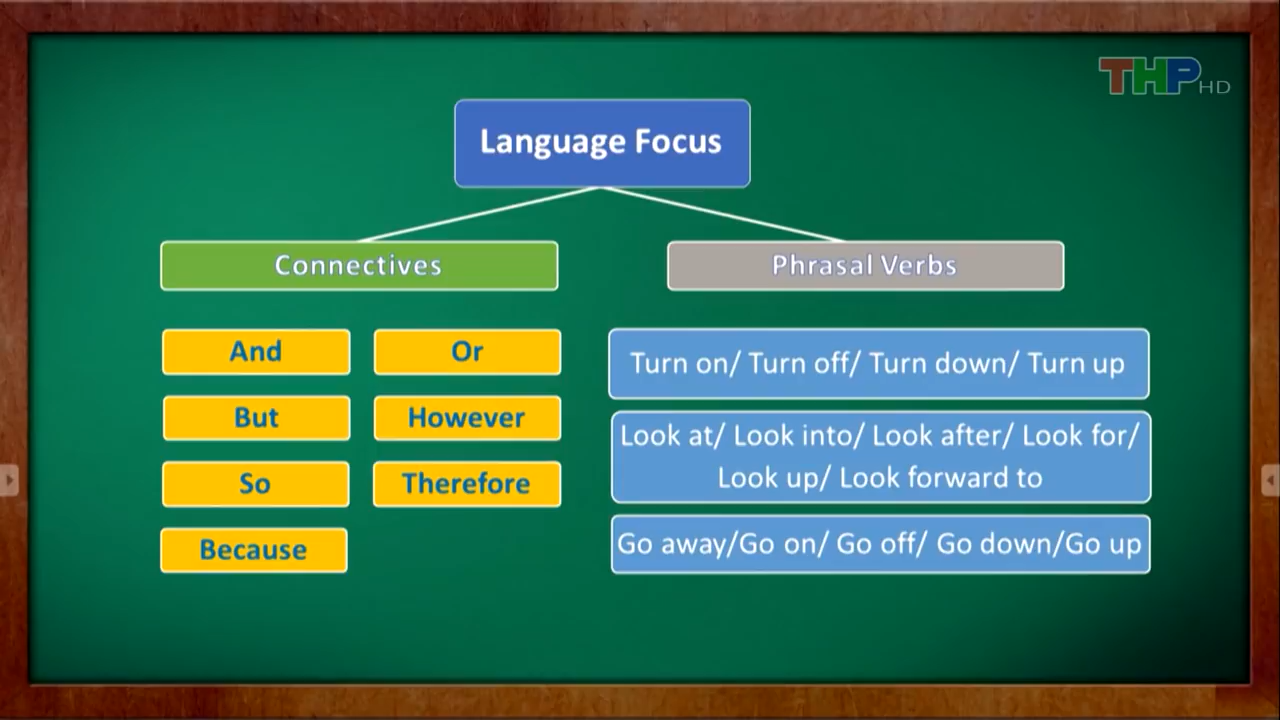 THP HD
Language Focus
Connectives
Phrasal Verbs
And
Or
But
However
So
Therefore
Because
Turn on/ Turn off/ Turn down/ Turn up
Look at/ Look into/ Look after/ Look for/
Look up/ Look forward to
Go away/Go on/ Go off/ Go down/Go up